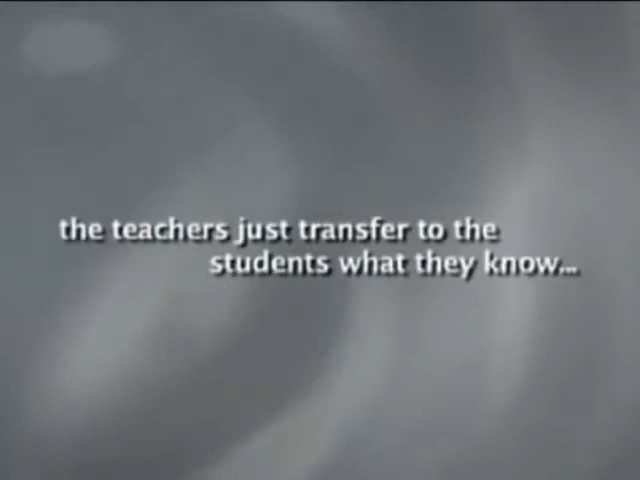 the teachers just transfer to the
students what they know...